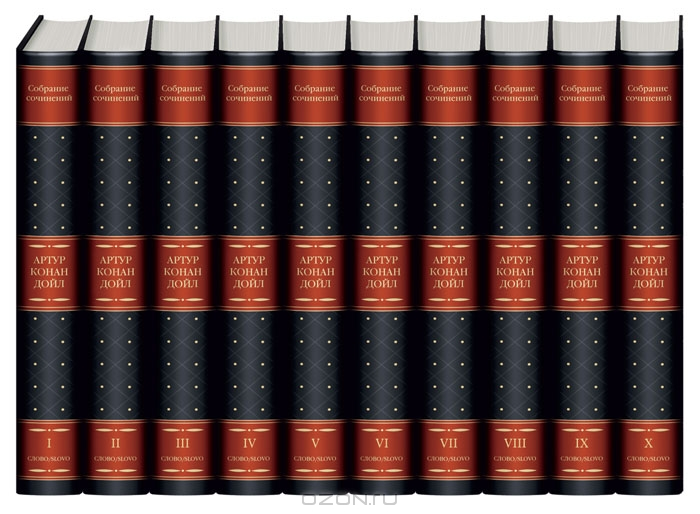 Собрание
сочинений
АРТУР
КОНАН
ДОЙЛ
I
СЛОВО/SLOVO
Собрание
сочинений
АРТУР
КОНАН
ДОЙЛ
II
СЛОВО/SLOVO
Собрание
сочинений
АРТУР
КОНАН
ДОЙЛ
III
СЛОВО/SLOVO
Собрание
сочинений
АРТУР
КОНАН
ДОЙЛ
IV
СЛОВО/SLOVO
Собрание
сочинений
АРТУР
КОНАН
ДОЙЛ
V
СЛОВО/SLOVO
Собрание
сочинений
АРТУР
КОНАН
ДОЙЛ
VI
СЛОВО/SLOVO
Собрание
сочинений
АРТУР
КОНАН
ДОЙЛ
VII
СЛОВО/SLOVO
Собрание
сочинений
АРТУР
КОНАН
ДОЙЛ
VIII
СЛОВО/SLOVO
Собрание
сочинений
АРТУР
КОНАН
ДОЙЛ
IX
СЛОВО/SLOVO
Собрание
сочинений
АРТУР
КОНАН
ДОЙЛ
X
СЛОВО/SLOVO
ozon.ru